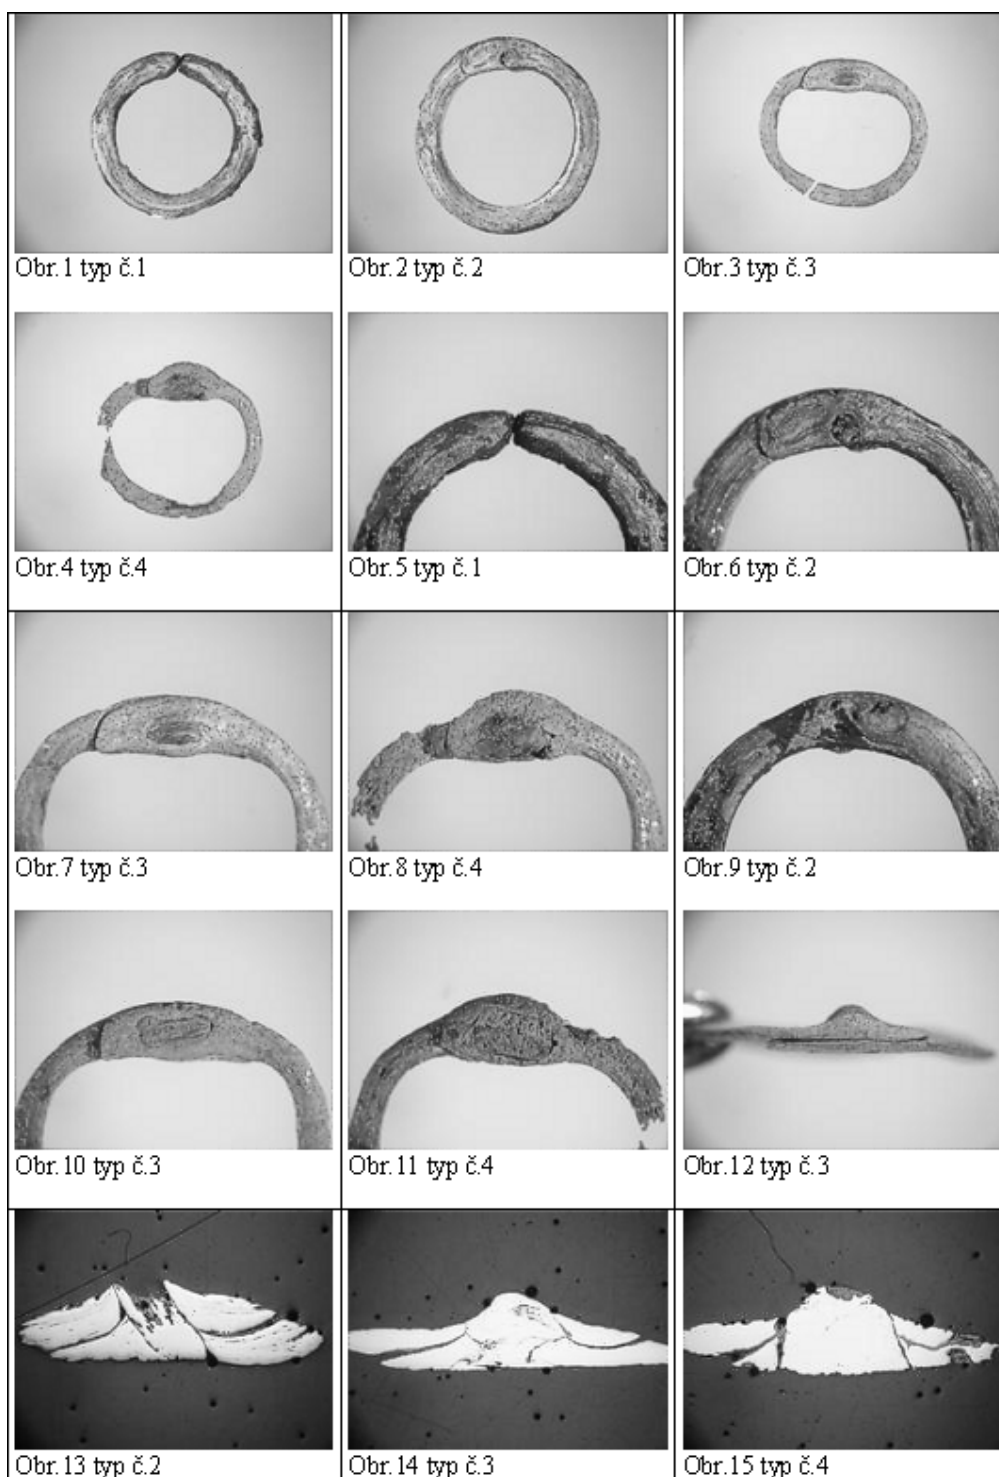 Obr.1 typ č.1
Obr.2 typ č.2
Obr.3 typ č.3
Obr.4 typ č.4
Obr.5 typ č.1
Obr.6 typ č.2
Obr.7 typ č.3
Obr.8 typ č.4
Obr.9 typ č.2
Obr.10 typ č.3
Obr.11 typ č.4
Obr.12 typ č.3
Obr.13 typ č.2
Obr.14 typ č.3
Obr.15 typ č.4